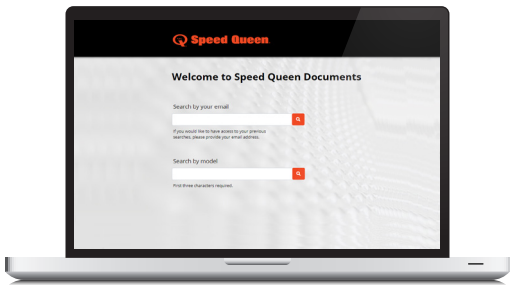 Speed Queen
Welcome to Speed Queen Documents
Search by your email
If you would like to have access to your previous
searches, please provide your email address.
Search by model
First three characters required.